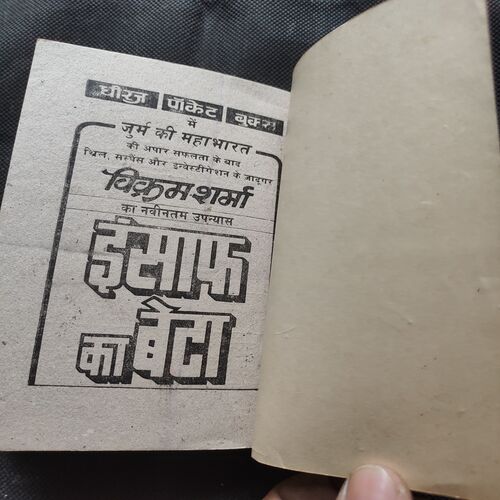 धीरज पॉकेट बुक्स
में
जुर्म की महाभारत
की अपार सफलता के बाद
थ्रिल, सस्पैंस और इन्वेस्टीगेशन के जादूगर
विक्रम शर्मा
का नवीनतम उपन्यास
इंसाफ
का बेटा